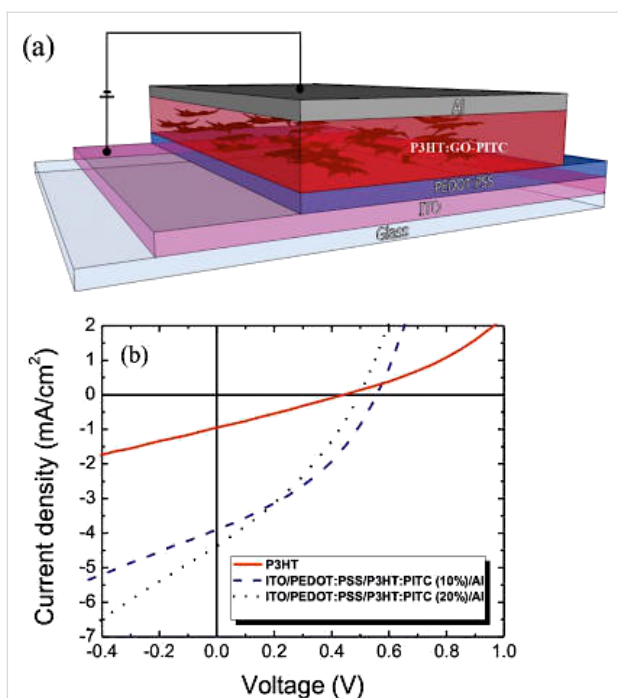 (a)
Al
P3HT:GO-PITC
PEDOT PSS
ITO
Glass
(b)
Current density (mA/cm²)
2
1
0
-1
-2
-3
-4
-5
-6
-7
P3HT
ITO/PEDOT:PSS/P3HT:PITC (10%)/Al
ITO/PEDOT:PSS/P3HT:PITC (20%)/Al
-0.4 -0.2 0.0 0.2 0.4 0.6 0.8 1.0
Voltage (V)